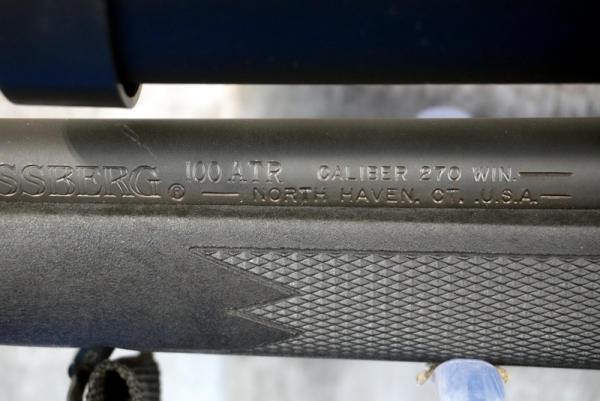 SSBERG® 100 ATR CALIBER 270 WIN.
NORTH HAVEN, CT. ,U.S.A.